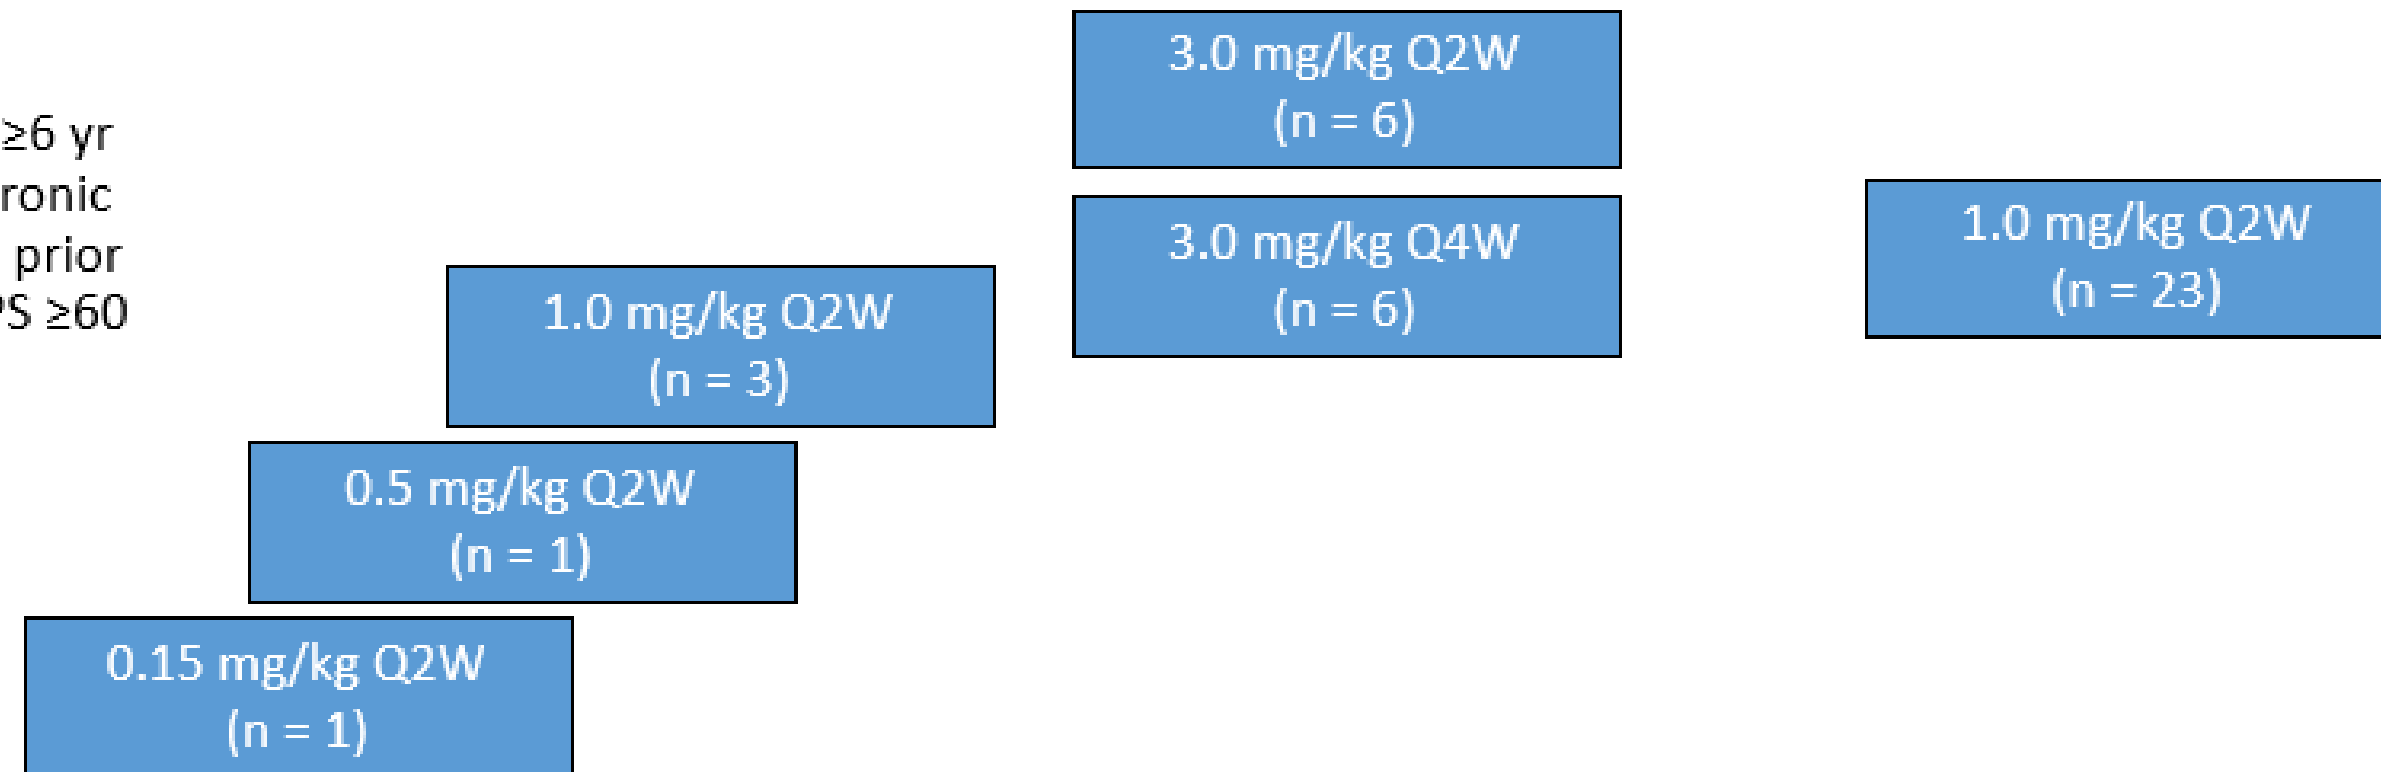 ≥6 yr
prior
≥60
3.0 mg/kg Q2W
(n = 6)
3.0 mg/kg Q4W
(n = 6)
1.0 mg/kg Q2W
(n = 23)
1.0 mg/kg Q2W
(n = 3)
0.5 mg/kg Q2W
(n = 1)
0.15 mg/kg Q2W
(n = 1)